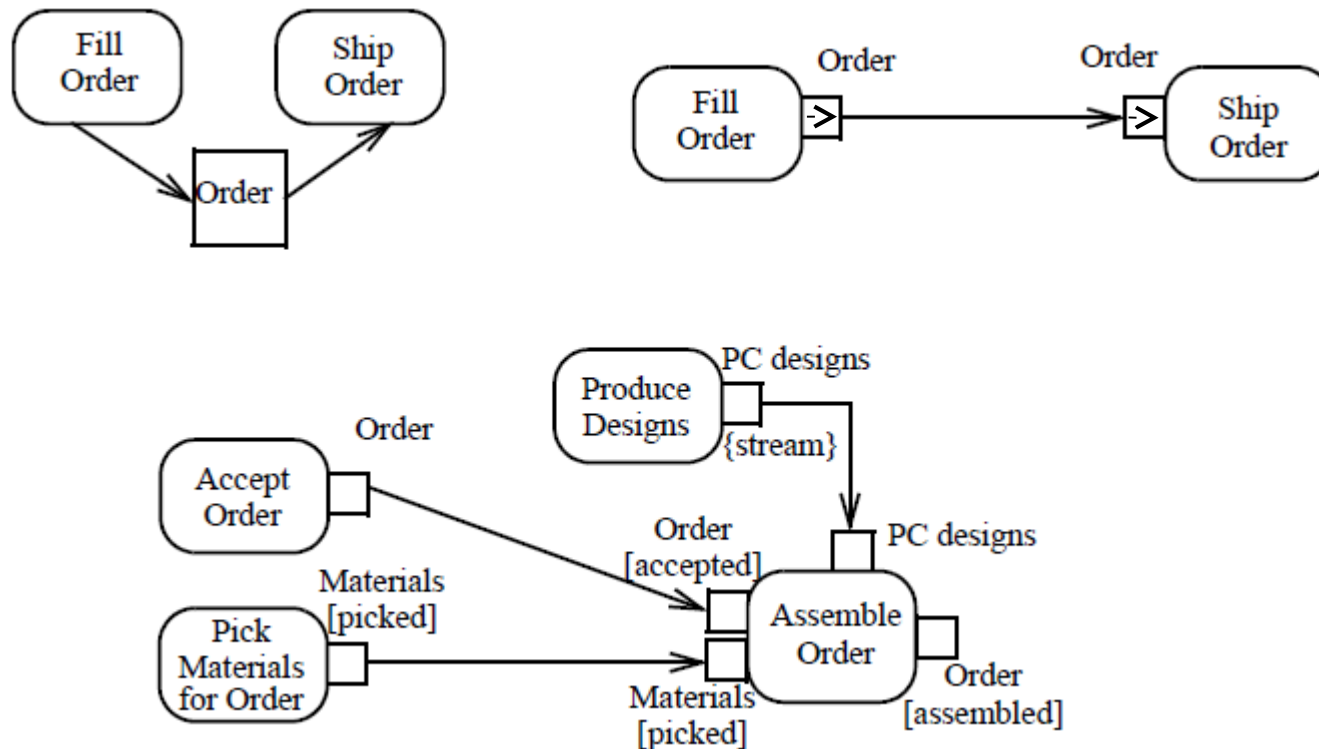 Fill
Order
Ship
Order
Order
Order
Order
Fill
Order
Ship
Order
PC designs
Produce
Designs
{stream}
Order
Accept
Order
Order
[accepted]
PC designs
Materials
[picked]
Pick
Materials
for Order
Assemble
Order
Materials
[picked]
Order
[assembled]